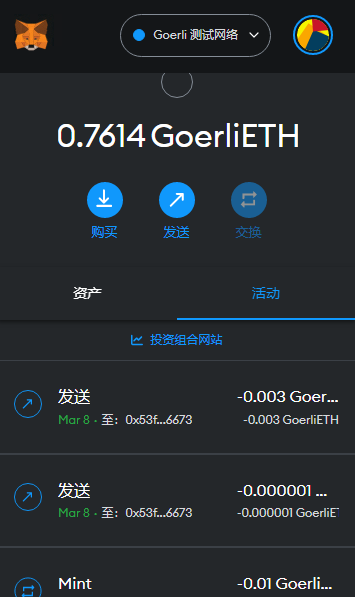 Goerli 测试网络
0.7614 GoerliETH
购买 发送 交换
资产 活动
投资组合网站
发送 -0.003 Goer...
Mar 8 · 至: 0x53f...6673 -0.003 GoerliETH
发送 -0.000001 ...
Mar 8 · 至: 0x53f...6673 -0.000001 GoerliE
Mint -0.01 Goerli...